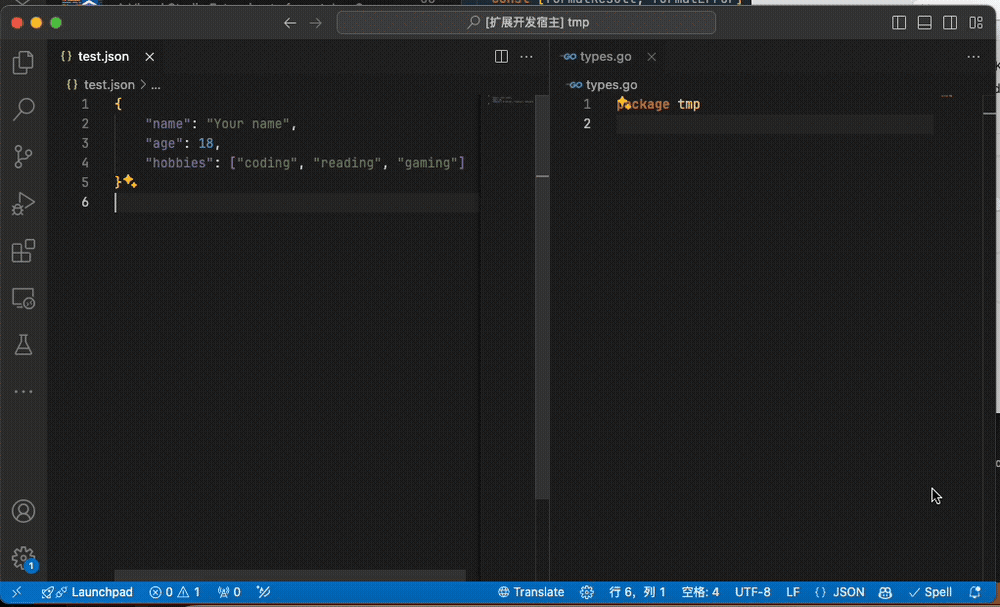 [扩展开发宿主] tmp
{} test.json
types.go
{} test.json > ...
types.go
1 {
2 "name": "Your name",
3 "age": 18,
4 "hobbies": ["coding", "reading", "gaming"]
5 }
6
1 package tmp
2
1
Launchpad 0 1 0 Translate 行 6，列 1 空格: 4 UTF-8 LF {} JSON Spell